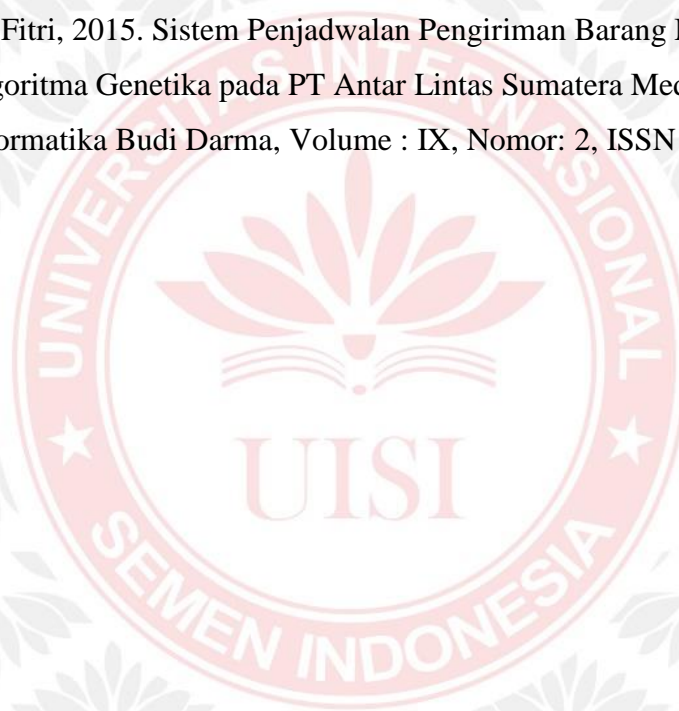 Fitri, 2015. Sistem Penjadwalan Pengiriman Barang
goritma Genetika pada PT Antar Lintas Sumatera
ormatika Budi Darma, Volume : IX, Nomor: 2, ISSN
UNIVERSITAS INTERNASIONAL
UISI
SEMEN INDONESIA